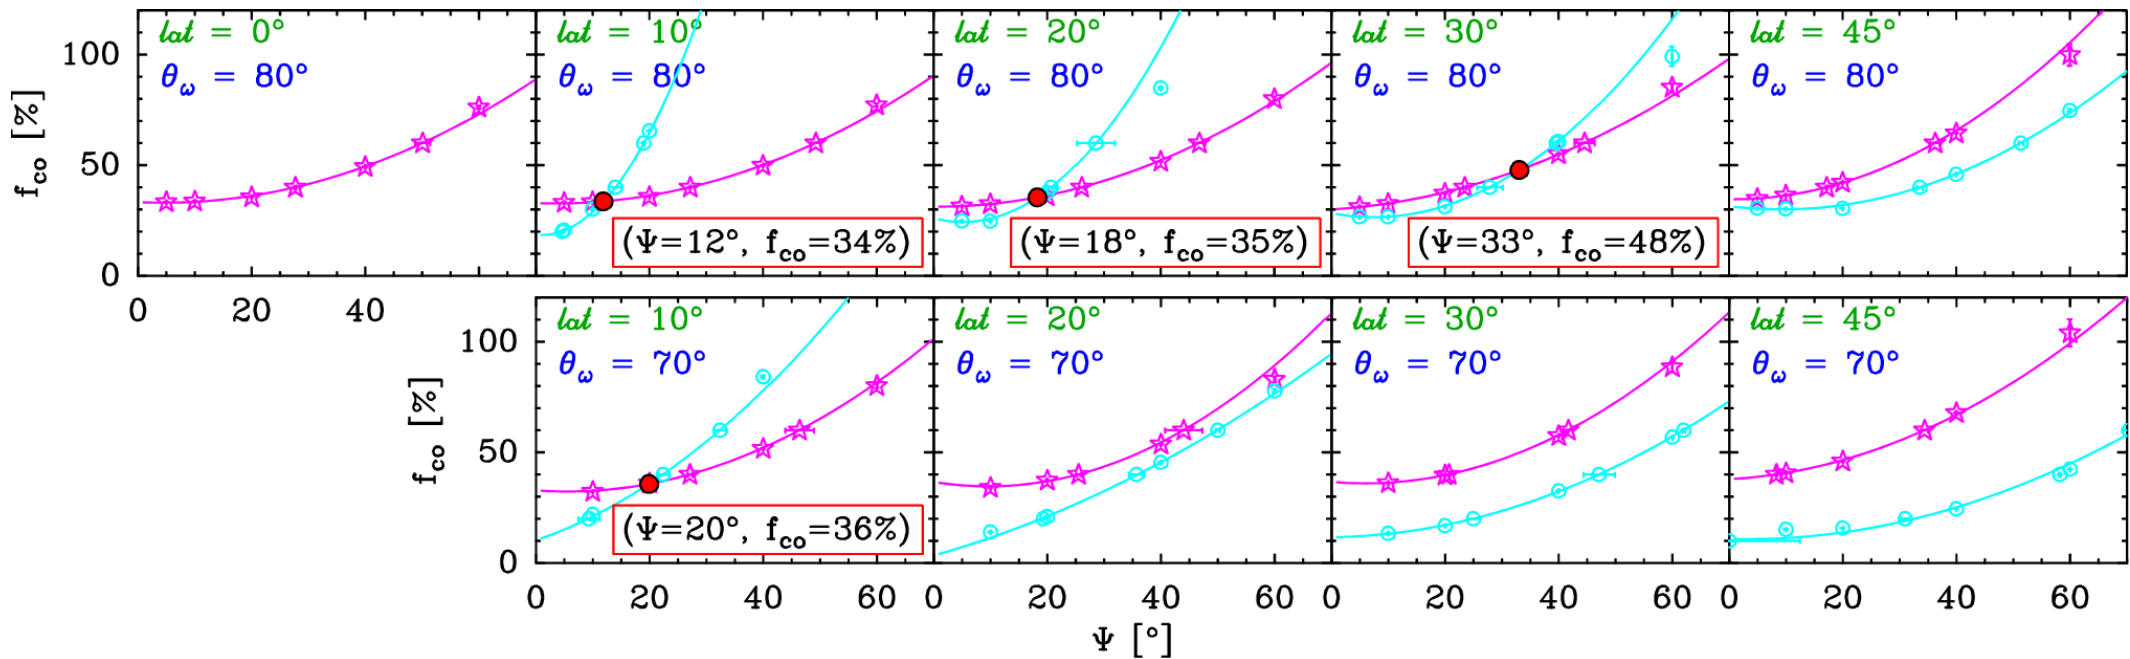 lat = 0° lat = 10° lat = 20° lat = 30° lat = 45°
θω = 80° θω = 80° θω = 80° θω = 80° θω = 80°
100
50
0
fco [%]
(Ψ=12°, fco=34%) (Ψ=18°, fco=35%) (Ψ=33°, fco=48%)
0 20 40
lat = 10° lat = 20° lat = 30° lat = 45°
θω = 70° θω = 70° θω = 70° θω = 70°
100
50
0
fco [%]
(Ψ=20°, fco=36%)
0 20 40 60 0 20 40 60 0 20 40 60 0 20 40 60
Ψ [°]